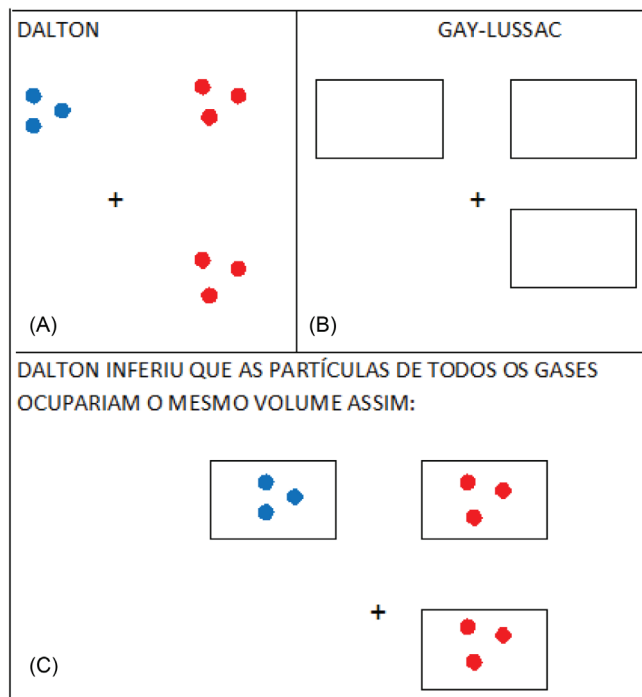 DALTON
GAY-LUSSAC
+
+
(A)
(B)
DALTON INFERIU QUE AS PARTÍCULAS DE TODOS OS GASES
OCUPARIAM O MESMO VOLUME ASSIM:
+
(C)